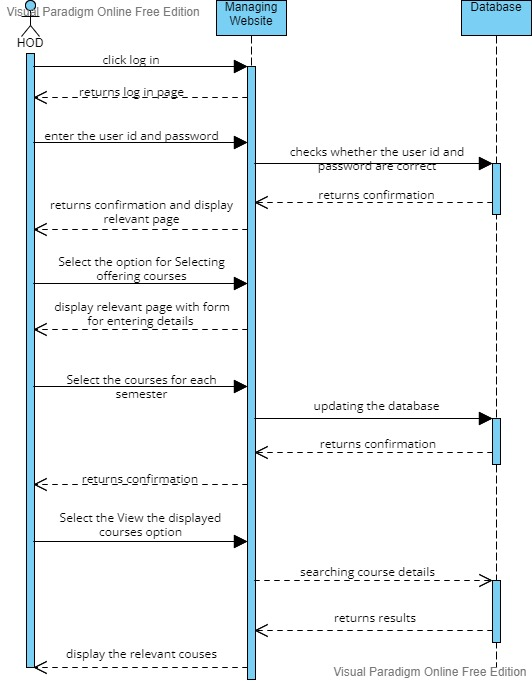 Visual Paradigm Online Free Edition
Managing
Website
Database
HOD
click log in
returns log in page
enter the user id and password
checks whether the user id and
password are correct
returns confirmation
returns confirmation and display
relevant page
Select the option for Selecting
offering courses
display relevant page with form
for entering details
Select the courses for each
semester
updating the database
returns confirmation
returns confirmation
Select the View the displayed
courses option
searching course details
returns results
display the relevant couses
Visual Paradigm Online Free Edition